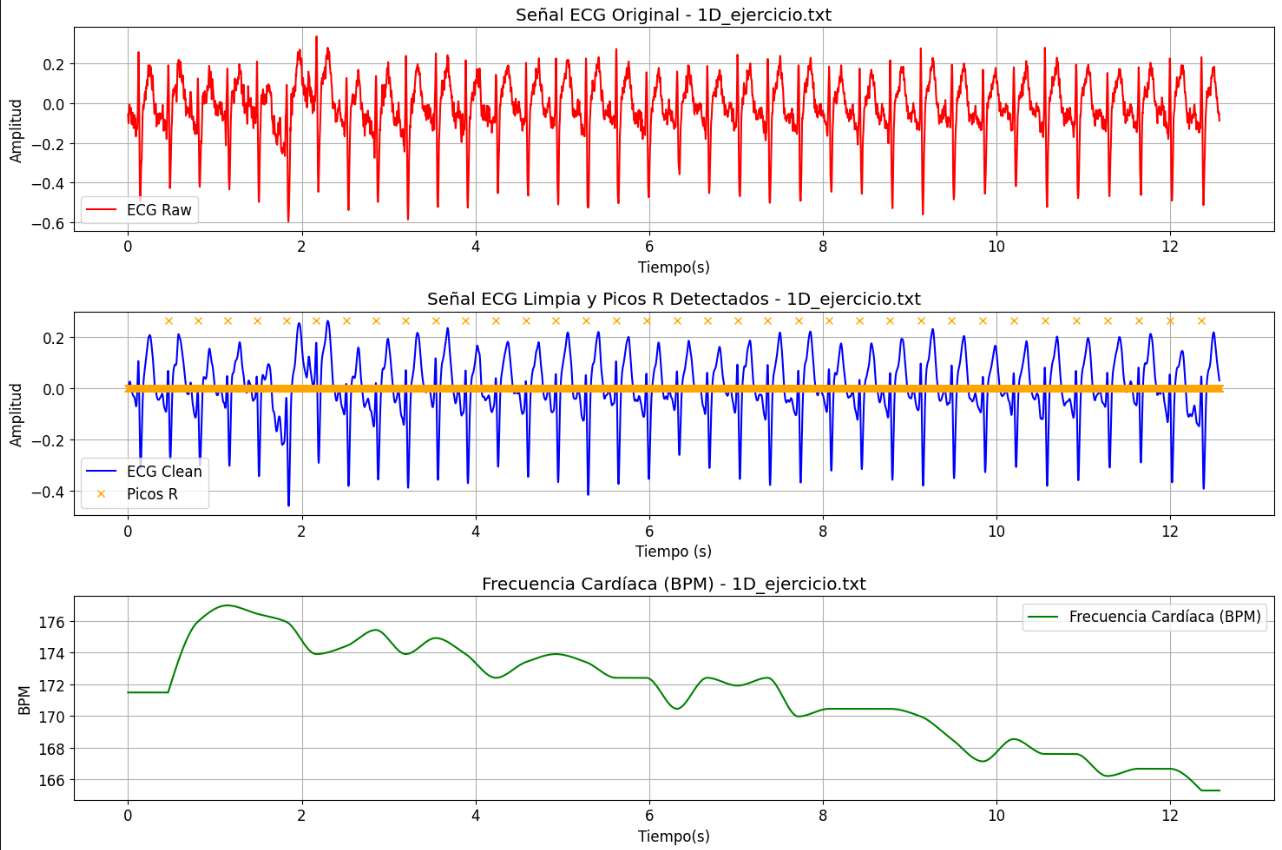 Señal ECG Original - 1D_ejercicio.txt
Amplitud
0.2
0.0
−0.2
−0.4
−0.6
ECG Raw
0 2 4 6 8 10 12
Tiempo(s)
Señal ECG Limpia y Picos R Detectados - 1D_ejercicio.txt
Amplitud
0.2
0.0
−0.2
−0.4
ECG Clean
Picos R
0 2 4 6 8 10 12
Tiempo (s)
Frecuencia Cardíaca (BPM) - 1D_ejercicio.txt
BPM
176
174
172
170
168
166
Frecuencia Cardíaca (BPM)
0 2 4 6 8 10 12
Tiempo(s)